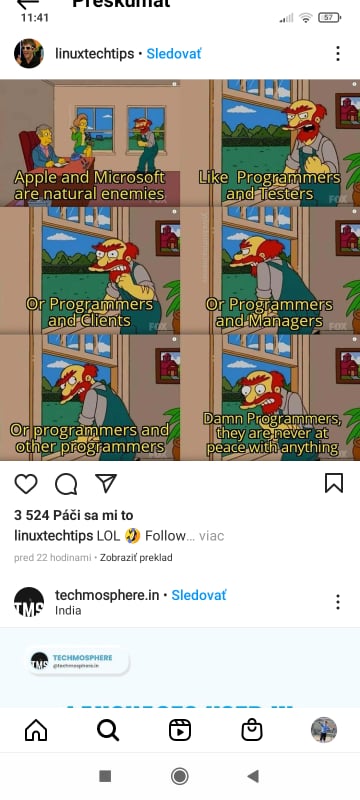 Preskúmať
11:41
57
linuxtechtips • Sledovať
Apple and Microsoft
are natural enemies
Like Programmers
and Testers
FOX
Or Programmers
and Clients
FOX
Or Programmers
and Managers
FOX
Or programmers and
other programmers
Damn Programmers,
they are never at
peace with anything
3 524 Páči sa mi to
linuxtechtips LOL 🤣 Follow... viac
pred 22 hodinami • Zobraziť preklad
techmosphere.in • Sledovať
India
TMS
TMS
TECHMOSPHERE
@techmosphere.in